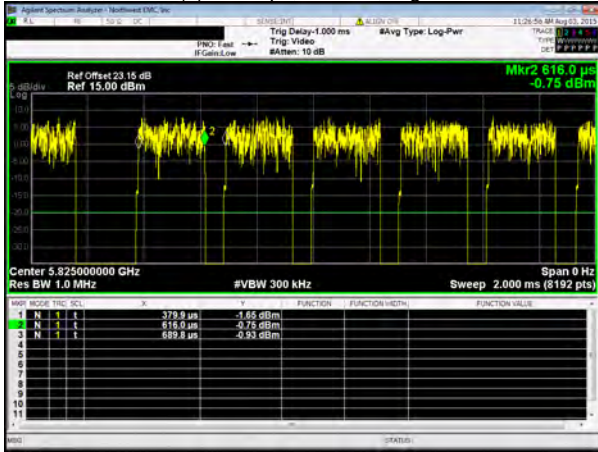 Agilent Spectrum Analyzer - Northwest EMC, Inc
RL RF 50 Ω DC SENSE:INT ALIGN OFF 11:26:56 AM Aug 03, 2015
Trig Delay-1.000 ms #Avg Type: Log-Pwr TRACE 1 2 3 4 5 6
PNO: Fast Trig: Video TYPE
IFGain:Low #Atten: 10 dB DET P P P P P P
Mkr2 616.0 µs
Ref Offset 23.15 dB
5 dB/div Ref 15.00 dBm -0.75 dBm
Log
10.0
5.00
0.00
-5.00
-10.0
-15.0
-20.0
-25.0
-30.0
2
Center 5.825000000 GHz Span 0 Hz
Res BW 1.0 MHz #VBW 300 kHz Sweep 2.000 ms (8192 pts)
MKR MODE TRC SCL X Y FUNCTION FUNCTION WIDTH FUNCTION VALUE
1 N 1 t 379.9 µs -1.65 dBm
2 N 1 t 616.0 µs -0.75 dBm
3 N 1 t 689.8 µs -0.93 dBm
4
5
6
7
8
9
10
11
MSG STATUS